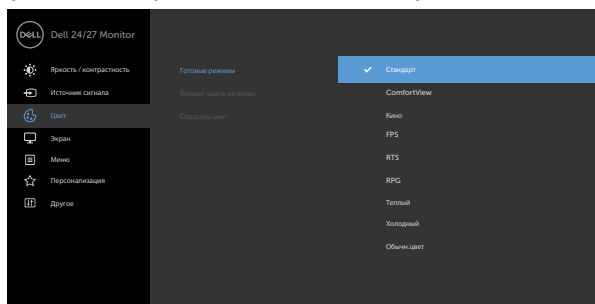 DELL Dell 24/27 Monitor
Яркость / контрастность
Источник сигнала
Цвет
Экран
Меню
Персонализация
Другое
Готовые режимы
Формат цвета на входе
Сбросить цвет
Стандарт
ComfortView
Кино
FPS
RTS
RPG
Теплый
Холодный
Обычн.цвет